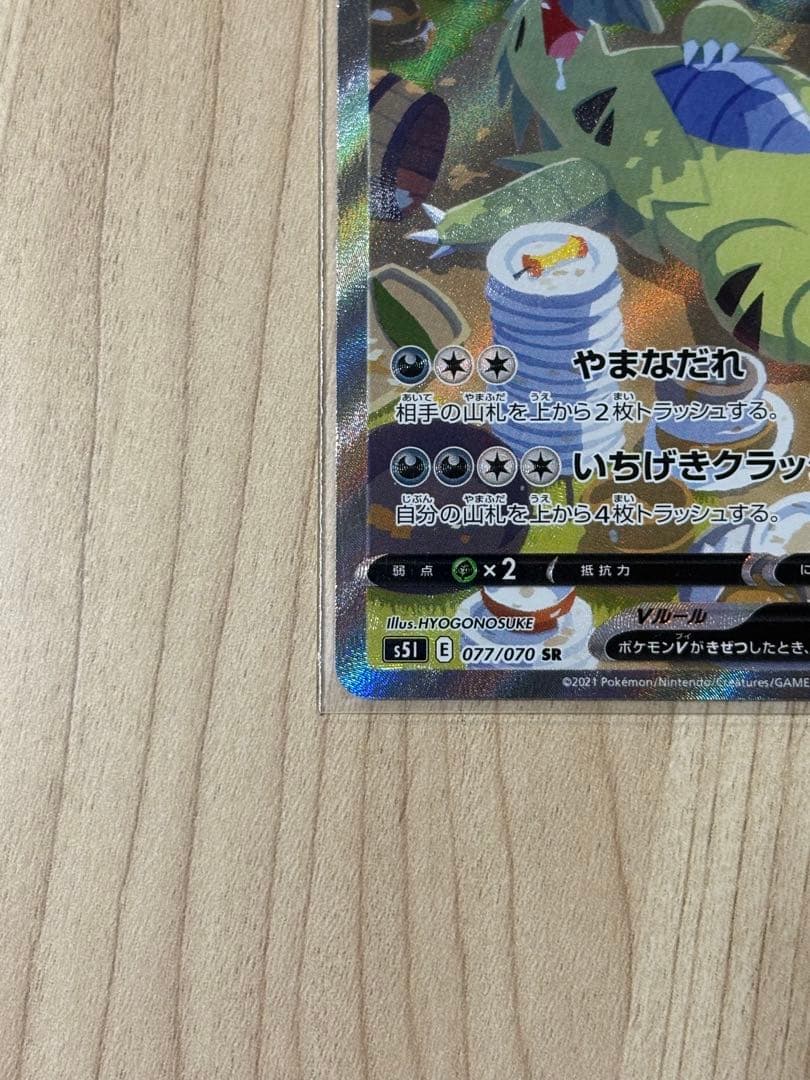 やまなだれ
あいて やまふだ うえ まい
相手の山札を上から2枚トラッシュする。
いちげきクラッ
じぶん やまふだ うえ まい
自分の山札を上から4枚トラッシュする。
弱点 ×2 抵抗力 に
Illus.HYOGONOSUKE Vルール
s5I E 077/070 SR ブイ
ポケモンVがきぜつしたとき、
©2021 Pokémon/Nintendo/Creatures/GAME